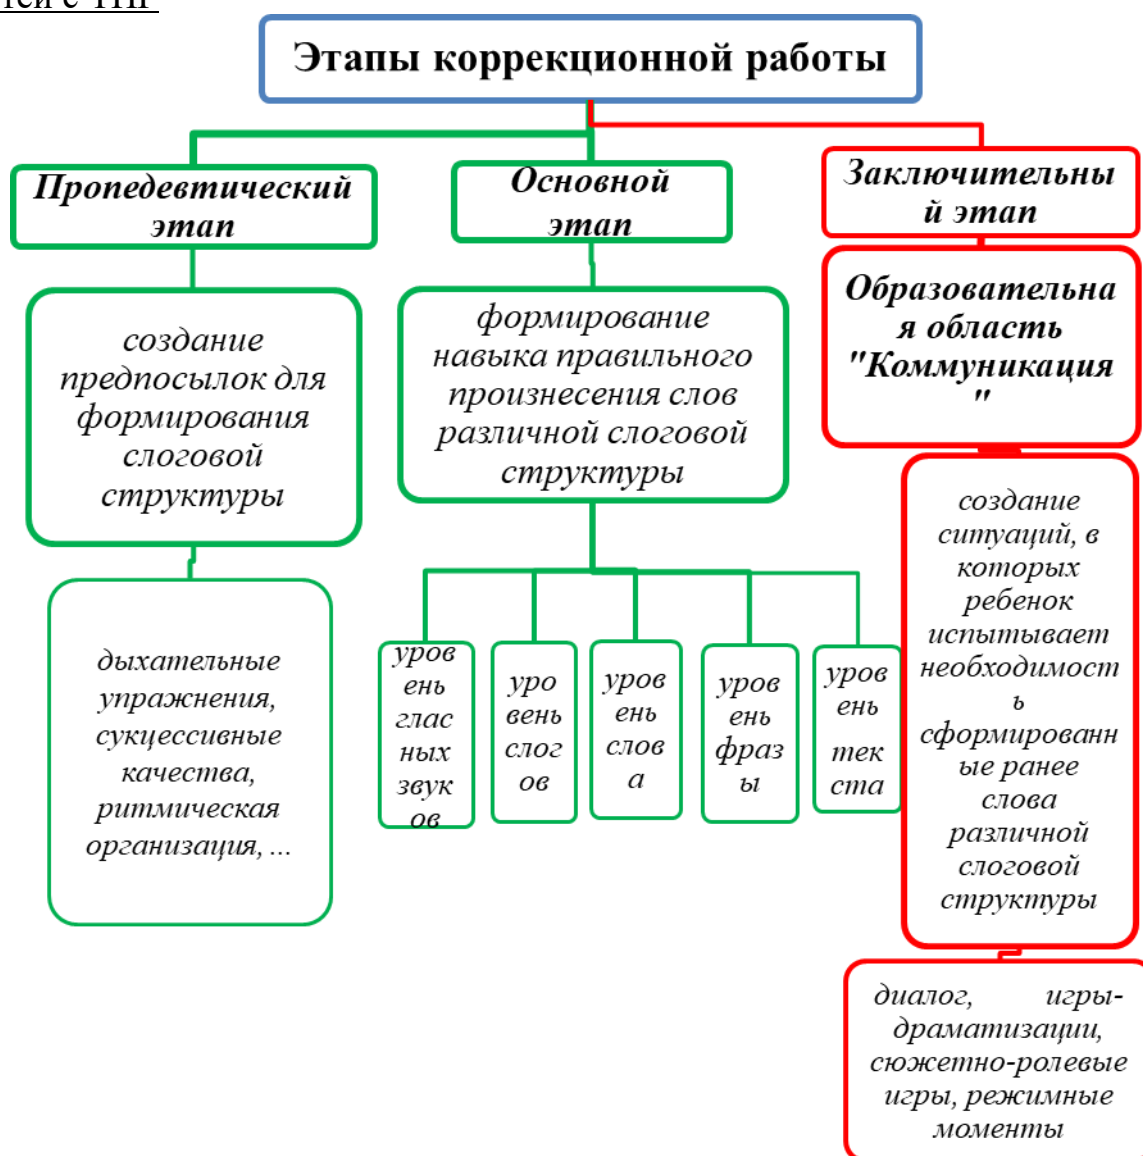 тей с ТНР
Этапы коррекционной работы
Пропедевтический
этап
создание
предпосылок для
формирования
слоговой
структуры
дыхательные
упражнения,
сукцессивные
качества,
ритмическая
организация, ...
Основной
этап
формирование
навыка правильного
произнесения слов
различной слоговой
структуры
уров
ень
глас
ных
звук
ов
уро
вень
слог
ов
уров
ень
слов
а
уров
ень
фраз
ы
уров
ень
тек
ста
Заключительны
й этап
Образовательна
я область
"Коммуникация
"
создание
ситуаций, в
которых
ребенок
испытывает
необходимост
ь
сформированн
ые ранее
слова
различной
слоговой
структуры
диалог, игры-
драматизации,
сюжетно-ролевые
игры, режимные
моменты